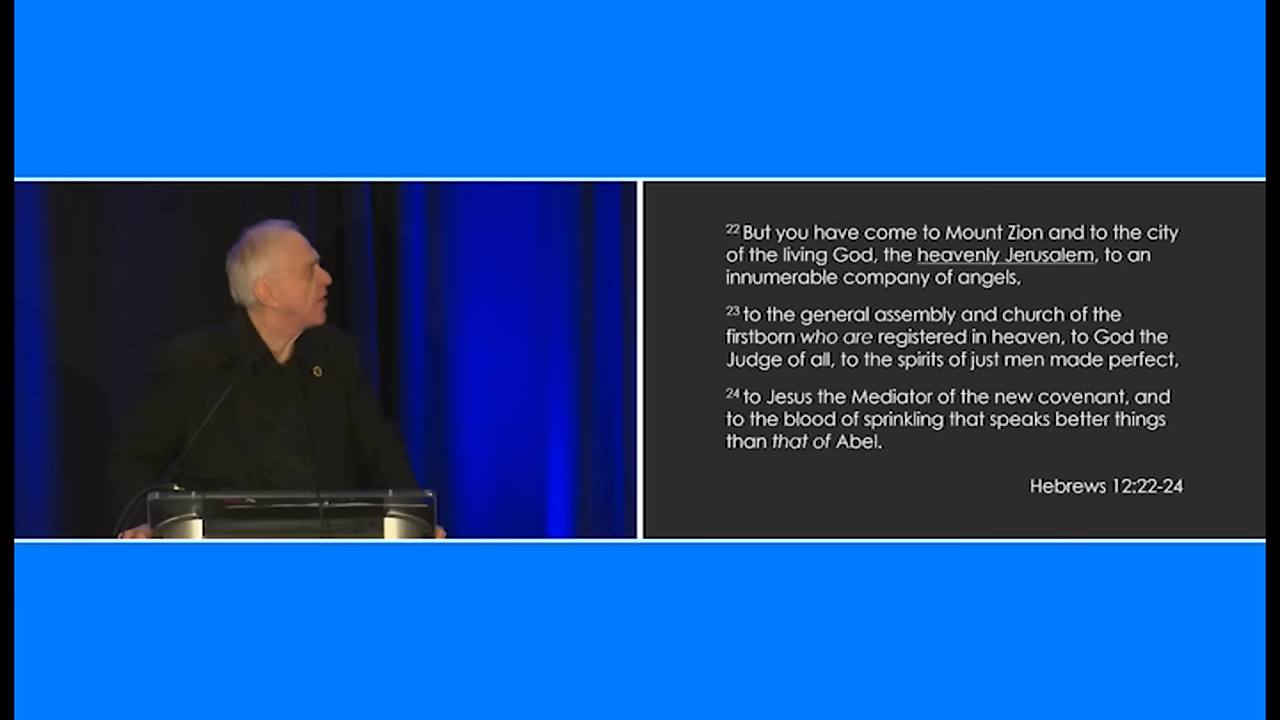 22 But you have come to Mount Zion and to the city
of the living God, the heavenly Jerusalem, to an
innumerable company of angels,
23 to the general assembly and church of the
firstborn who are registered in heaven, to God the
Judge of all, to the spirits of just men made perfect,
24 to Jesus the Mediator of the new covenant, and
to the blood of sprinkling that speaks better things
than that of Abel.
Hebrews 12:22-24